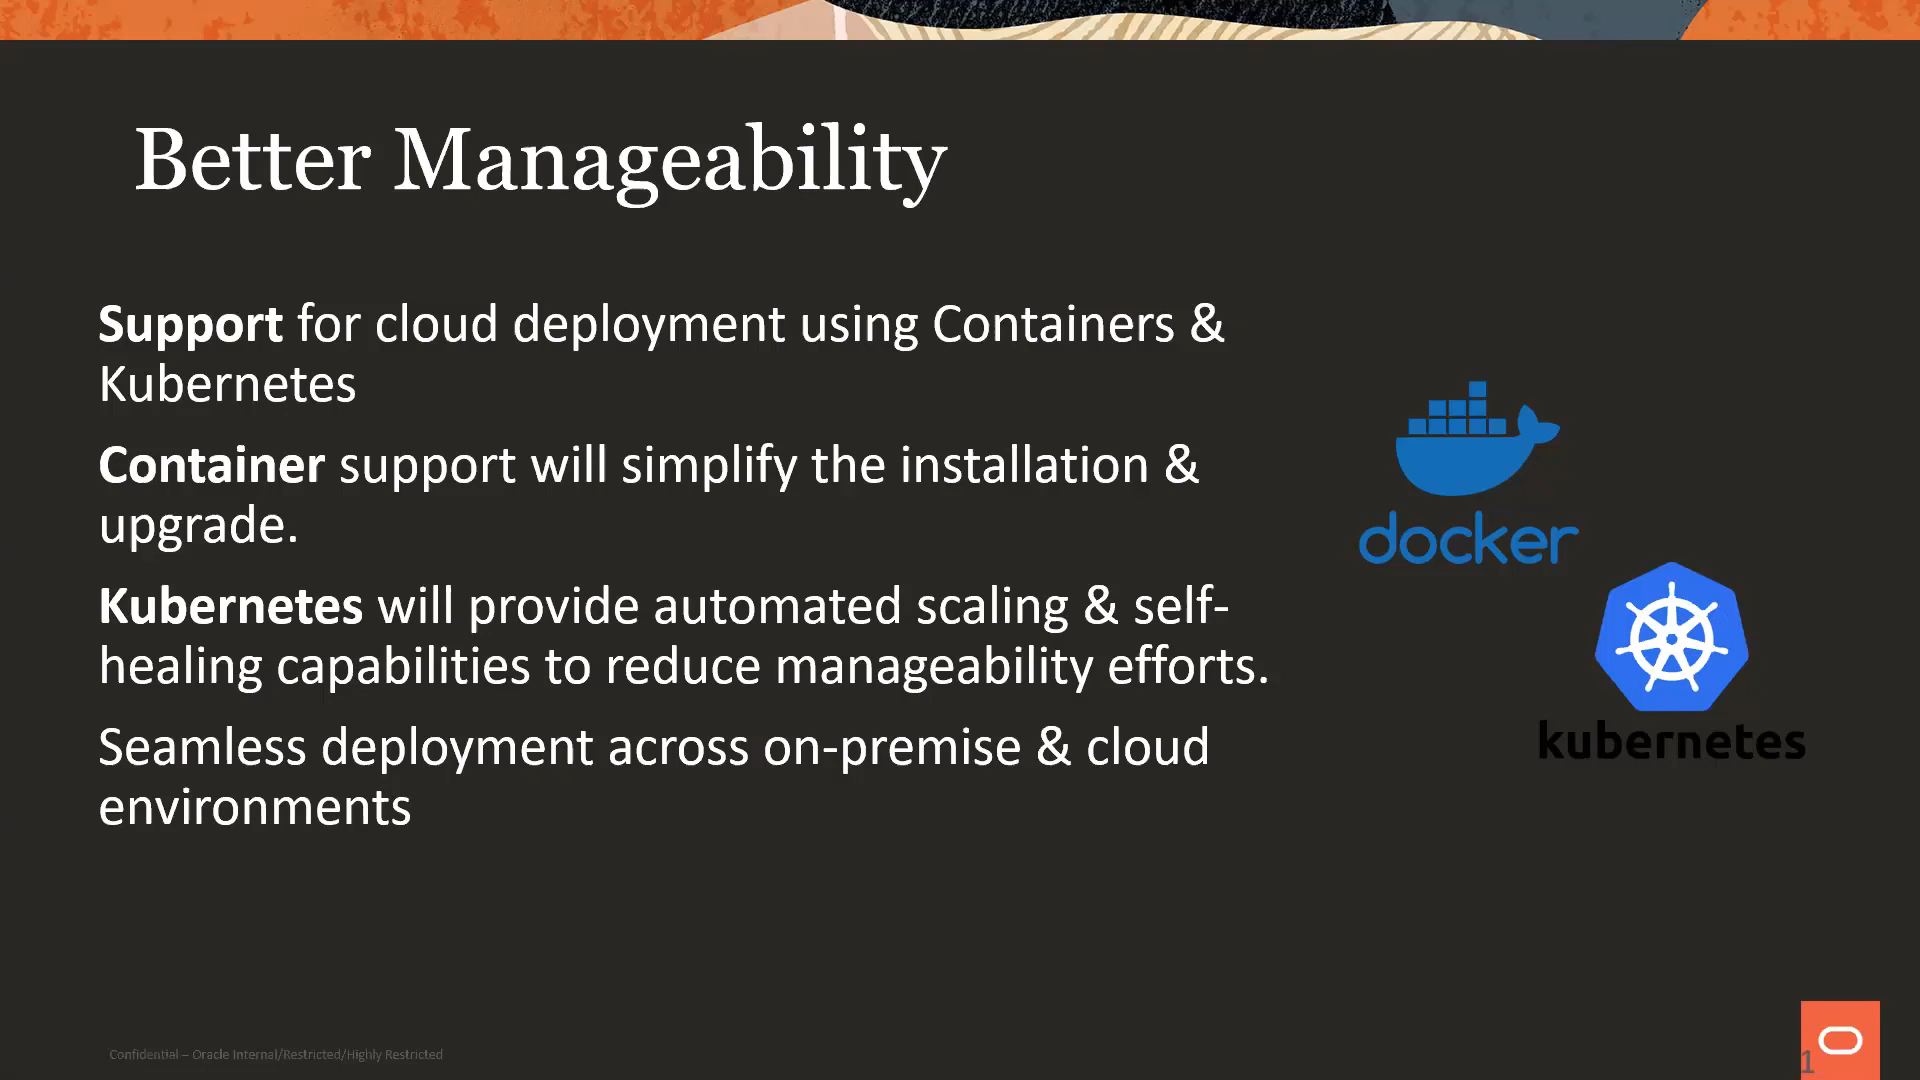 Better Manageability
Support for cloud deployment using Containers &
Kubernetes
Container support will simplify the installation &
upgrade.
Kubernetes will provide automated scaling & self-
healing capabilities to reduce manageability efforts.
Seamless deployment across on-premise & cloud
environments
docker
kubernetes
Confidential – Oracle Internal/Restricted/Highly Restricted
1